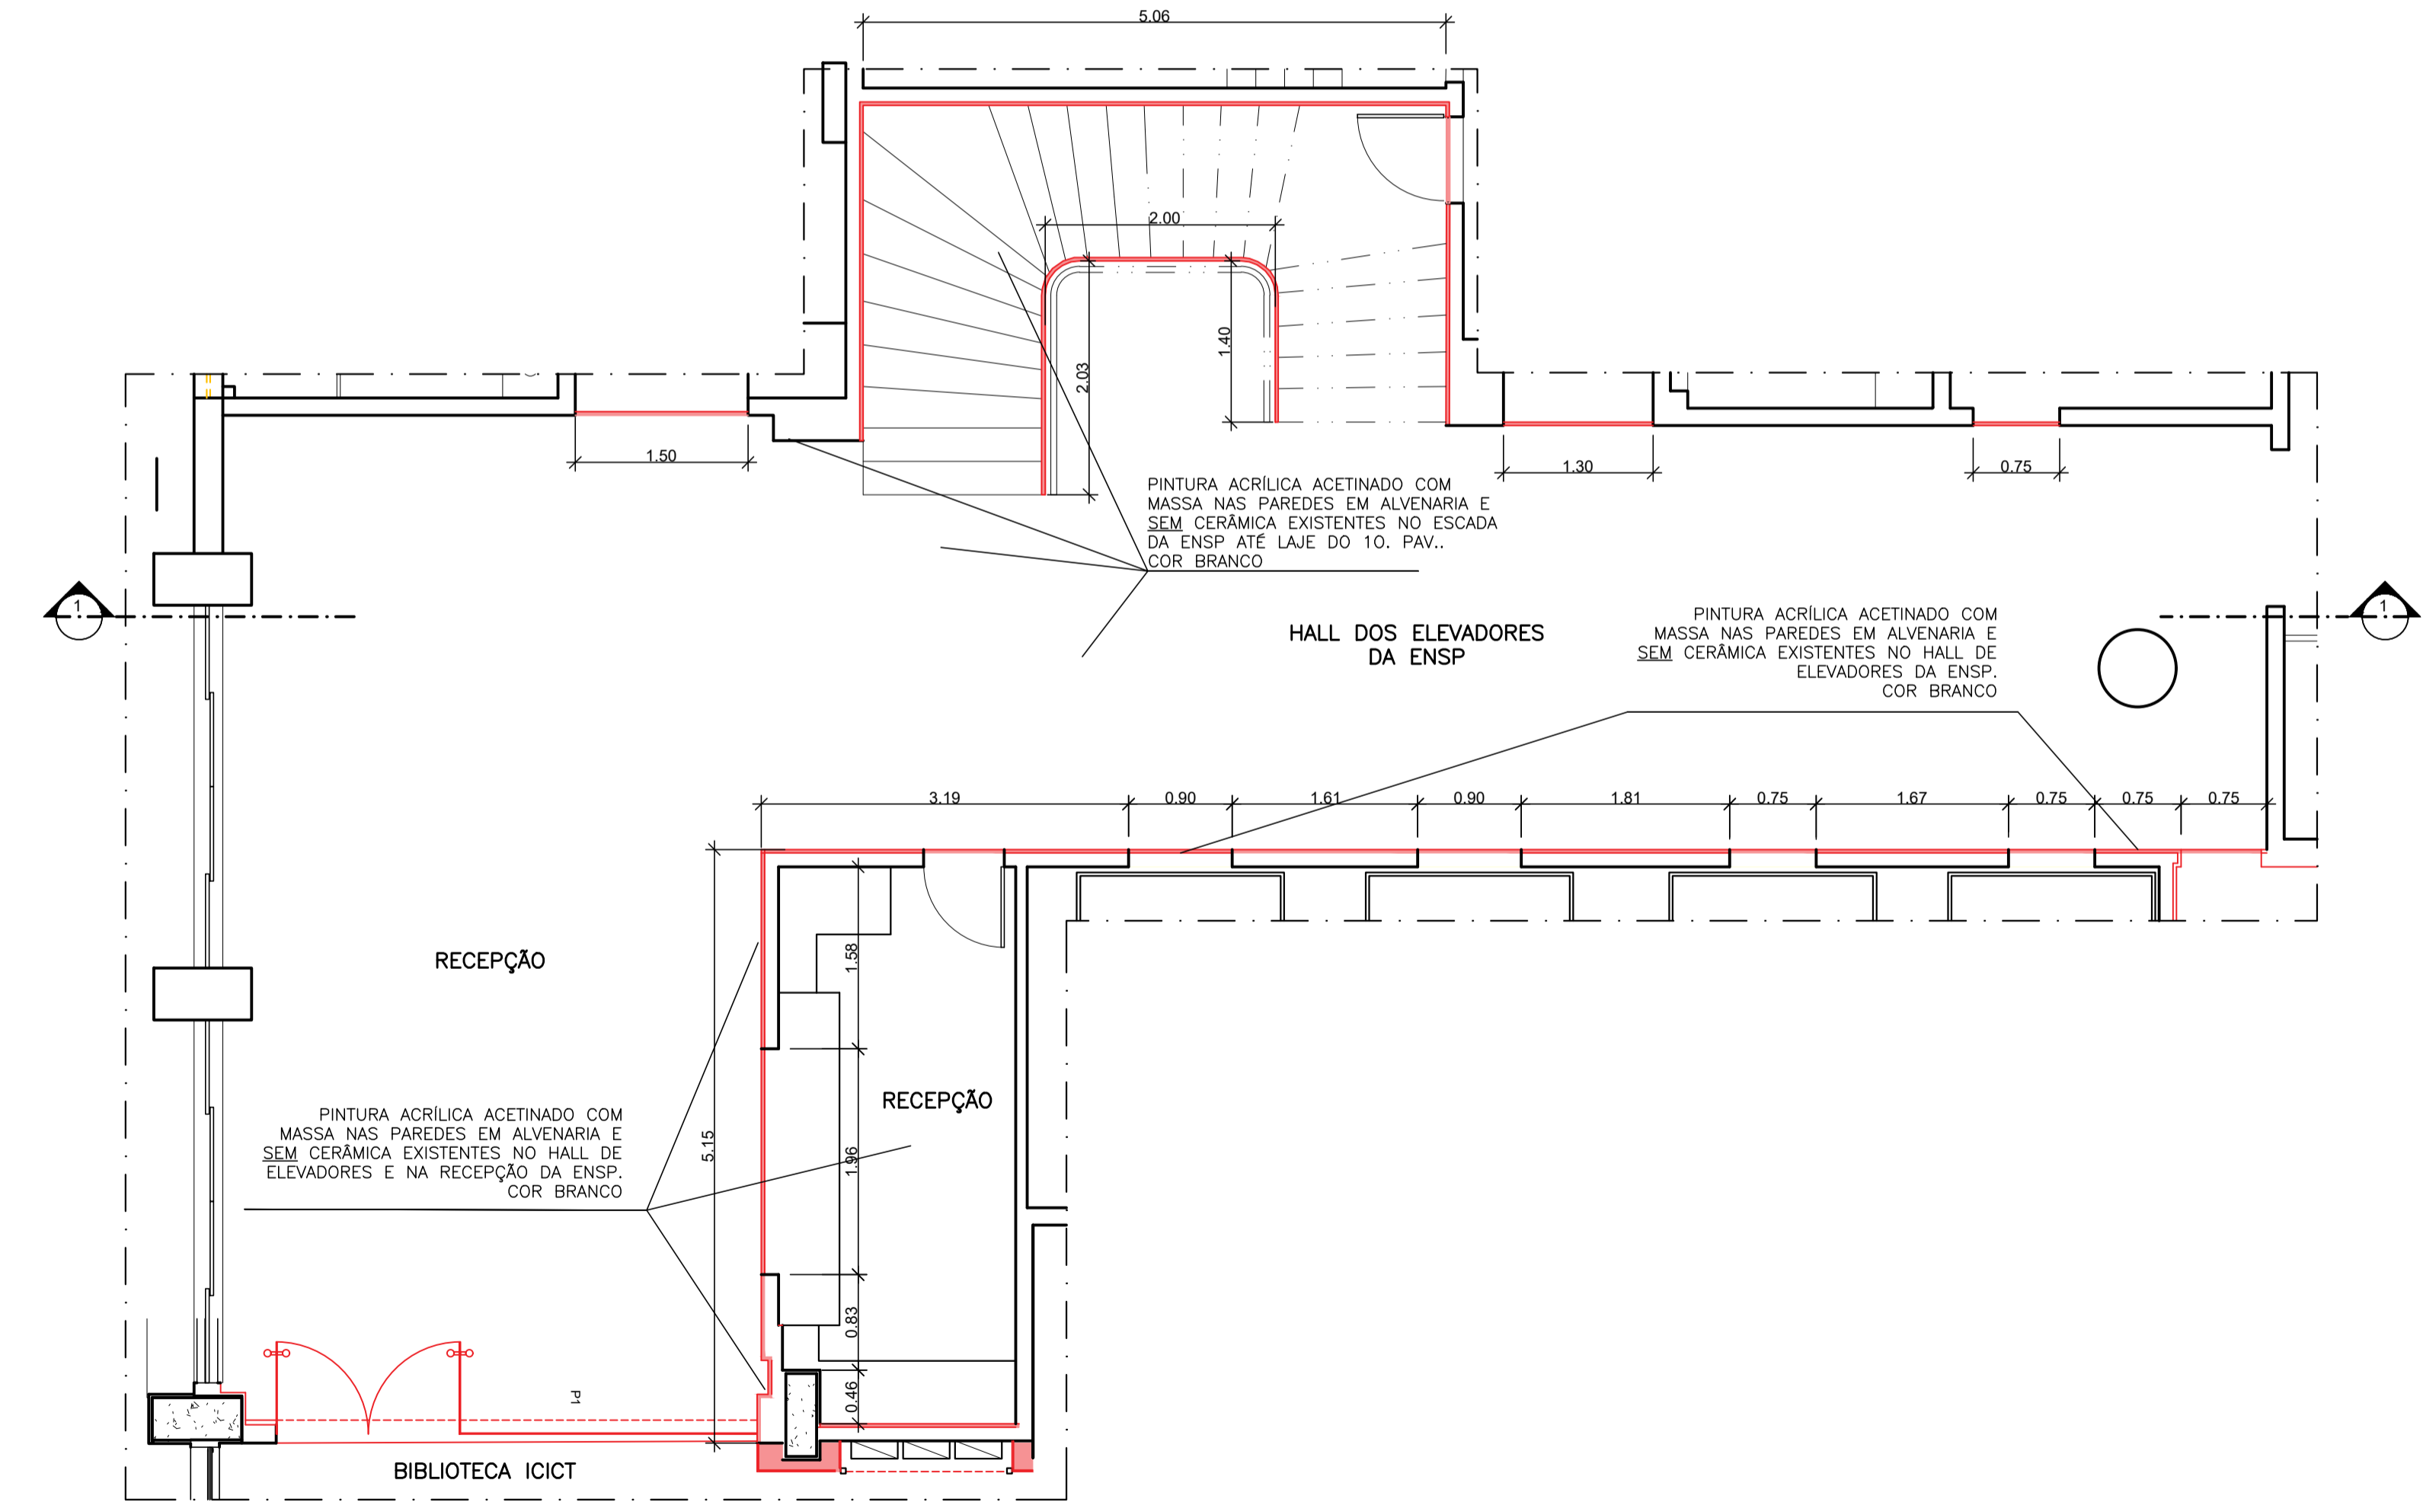 5.06
2.00
2.03
1.40
1.50
1.30
0.75
PINTURA ACRÍLICA ACETINADO COM
MASSA NAS PAREDES EM ALVENARIA E
SEM CERÂMICA EXISTENTES NO ESCADA
DA ENSP ATÉ LAJE DO 10. PAV..
COR BRANCO
1
1
HALL DOS ELEVADORES
DA ENSP
PINTURA ACRÍLICA ACETINADO COM
MASSA NAS PAREDES EM ALVENARIA E
SEM CERÂMICA EXISTENTES NO HALL DE
ELEVADORES DA ENSP.
COR BRANCO
3.19
0.90
1.61
0.90
1.81
0.75
1.67
0.75
0.75
0.75
RECEPÇÃO
1.58
RECEPÇÃO
PINTURA ACRÍLICA ACETINADO COM
MASSA NAS PAREDES EM ALVENARIA E
SEM CERÂMICA EXISTENTES NO HALL DE
ELEVADORES E NA RECEPÇÃO DA ENSP.
COR BRANCO
5.15
1.96
0.83
0.46
P1
BIBLIOTECA ICICT